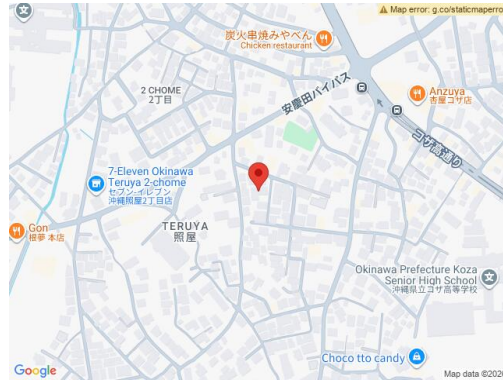 Map error: g.co/staticmaperro
炭火串焼みやべん
Chicken restaurant
2 CHOME
2丁目
安慶田バイパス
Anzuya
杏屋コザ店
コザ高通り
7-Eleven Okinawa
Teruya 2-chome
セブン-イレブン
沖縄照屋2丁目店
Gon
根夢 本店
TERUYA
照屋
Okinawa Prefecture Koza
Senior High School
沖縄県立コザ高等学校
Choco tto candy
Google
Map data ©2026